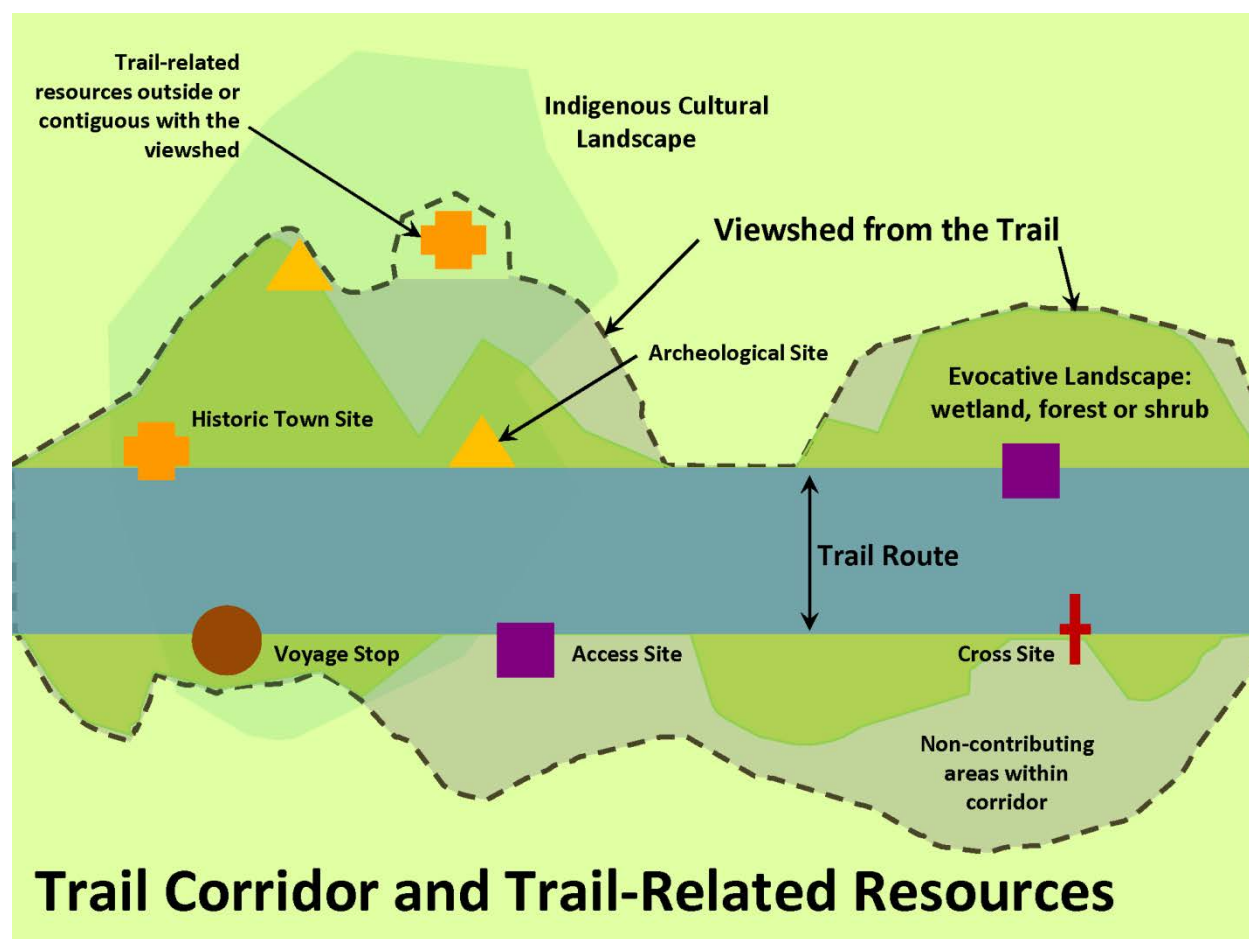 Trail-related
resources outside or
contiguous with the
viewshed
Indigenous Cultural
Landscape
Viewshed from the Trail
Archeological Site
Historic Town Site
Evocative Landscape:
wetland, forest or shrub
Trail Route
Voyage Stop
Access Site
Cross Site
Non-contributing
areas within
corridor
Trail Corridor and Trail-Related Resources